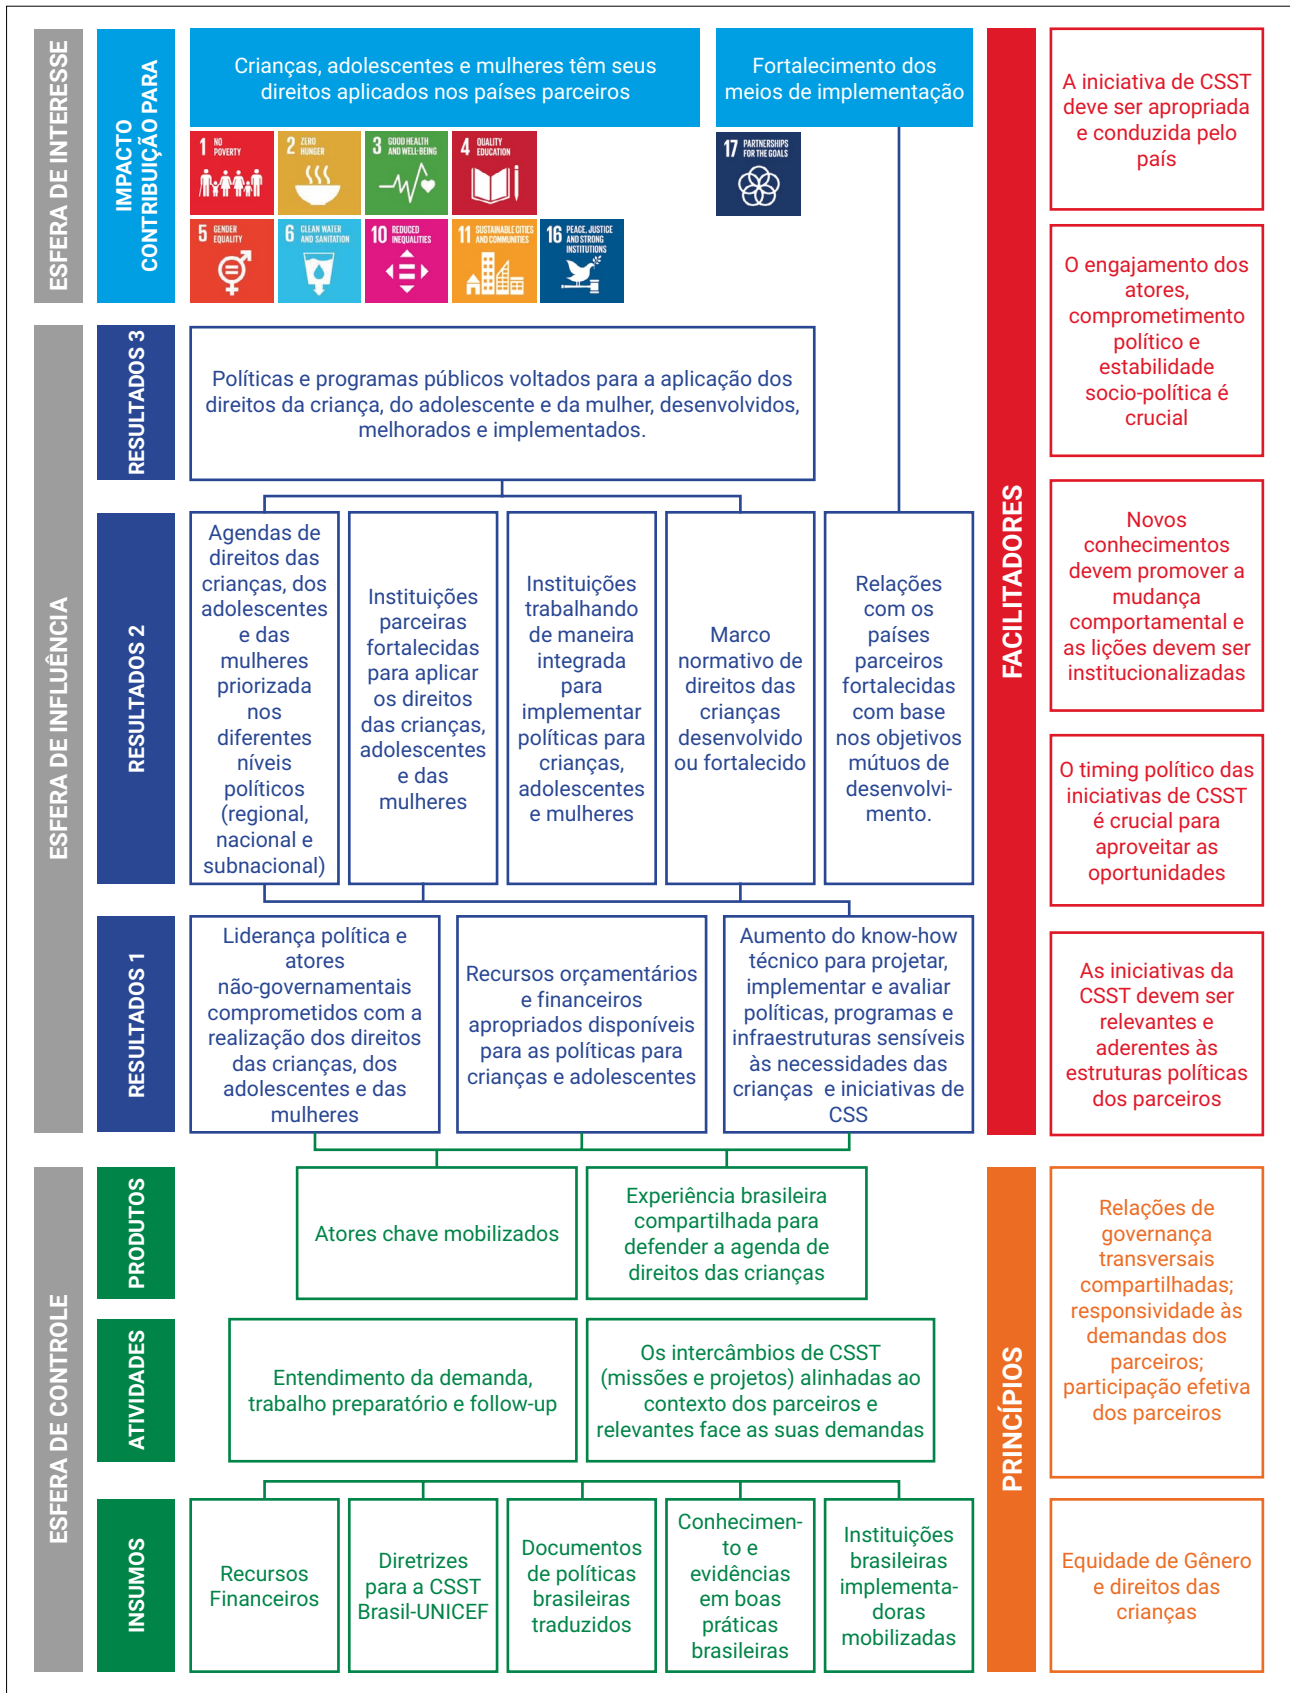 ESFERA DE INTERESSE
IMPACTO
CONTRIBUIÇÃO PARA
Crianças, adolescentes e mulheres têm seus
direitos aplicados nos países parceiros
Fortalecimento dos
meios de implementação
1 NO
POVERTY
2 ZERO
HUNGER
3 GOOD HEALTH
AND WELL-BEING
4 QUALITY
EDUCATION
17 PARTNERSHIPS
FOR THE GOALS
5 GENDER
EQUALITY
6 CLEAN WATER
AND SANITATION
10 REDUCED
INEQUALITIES
11 SUSTAINABLE CITIES
AND COMMUNITIES
16 PEACE, JUSTICE
AND STRONG
INSTITUTIONS
ESFERA DE INFLUÊNCIA
RESULTADOS 3
Políticas e programas públicos voltados para a aplicação dos
direitos da criança, do adolescente e da mulher, desenvolvidos,
melhorados e implementados.
RESULTADOS 2
Agendas de
direitos das
crianças, dos
adolescentes
e das
mulheres
priorizada
nos
diferentes
níveis
políticos
(regional,
nacional e
subnacional)
Instituições
parceiras
fortalecidas
para aplicar
os direitos
das crianças,
adolescentes
e das
mulheres
Instituições
trabalhando
de maneira
integrada
para
implementar
políticas para
crianças,
adolescentes
e mulheres
Marco
normativo de
direitos das
crianças
desenvolvido
ou fortalecido
Relações
com os
países
parceiros
fortalecidas
com base
nos objetivos
mútuos de
desenvolvi-
mento.
RESULTADOS 1
Liderança política e
atores
não-governamentais
comprometidos com a
realização dos direitos
das crianças, dos
adolescentes e das
mulheres
Recursos orçamentários
e financeiros
apropriados disponíveis
para as políticas para
crianças e adolescentes
Aumento do know-how
técnico para projetar,
implementar e avaliar
políticas, programas e
infraestruturas sensíveis
às necessidades das
crianças  e iniciativas de
CSS
ESFERA DE CONTROLE
PRODUTOS
Atores chave mobilizados
Experiência brasileira
compartilhada para
defender a agenda de
direitos das crianças
ATIVIDADES
Entendimento da demanda,
trabalho preparatório e follow-up
Os intercâmbios de CSST
(missões e projetos) alinhadas ao
contexto dos parceiros e
relevantes face as suas demandas
INSUMOS
Recursos
Financeiros
Diretrizes
para a CSST
Brasil-UNICEF
Documentos
de políticas
brasileiras
traduzidos
Conhecimen-
to e
evidências
em boas
práticas
brasileiras
Instituições
brasileiras
implementa-
doras
mobilizadas
FACILITADORES
A iniciativa de CSST
deve ser apropriada
e conduzida pelo
país
O engajamento dos
atores,
comprometimento
político e
estabilidade
socio-política é
crucial
Novos
conhecimentos
devem promover a
mudança
comportamental e
as lições devem ser
institucionalizadas
O timing político das
iniciativas de CSST
é crucial para
aproveitar as
oportunidades
As iniciativas da
CSST devem ser
relevantes e
aderentes às
estruturas políticas
dos parceiros
PRINCÍPIOS
Relações de
governança
transversais
compartilhadas;
responsividade às
demandas dos
parceiros;
participação efetiva
dos parceiros
Equidade de Gênero
e direitos das
crianças